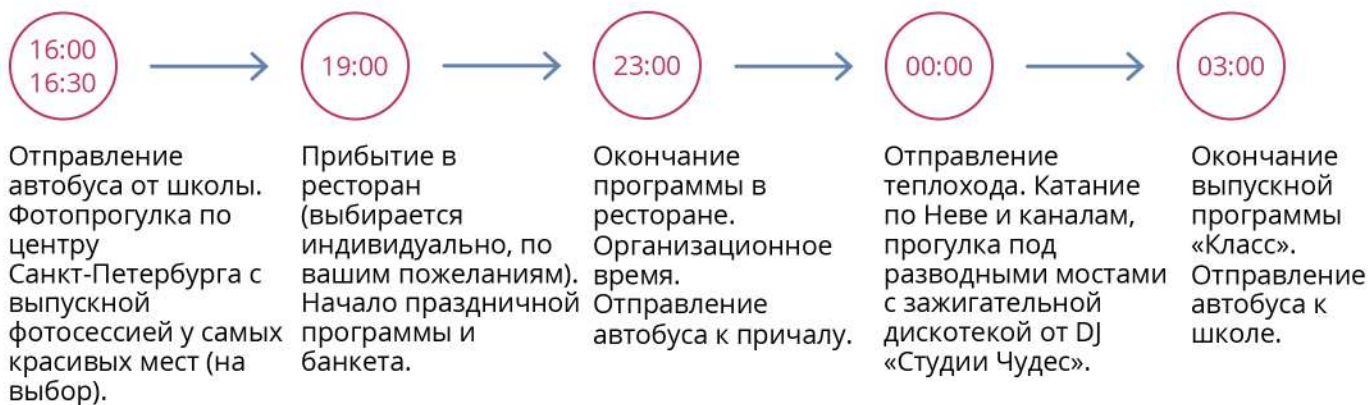 16:00
16:30
19:00
23:00
00:00
03:00
Отправление
автобуса от школы.
Фотопрогулка по
центру
Санкт-Петербурга с
выпускной
фотосессией у самых
красивых мест (на
выбор).
Прибытие в
ресторан
(выбирается
индивидуально, по
вашим пожеланиям).
Начало праздничной
программы и
банкета.
Окончание
программы в
ресторане.
Организационное
время.
Отправление
автобуса к причалу.
Отправление
теплохода. Катание
по Неве и каналам,
прогулка под
разводными мостами
с зажигательной
дискотекой от DJ
«Студии Чудес».
Окончание
выпускной
программы
«Класс».
Отправление
автобуса к
школе.